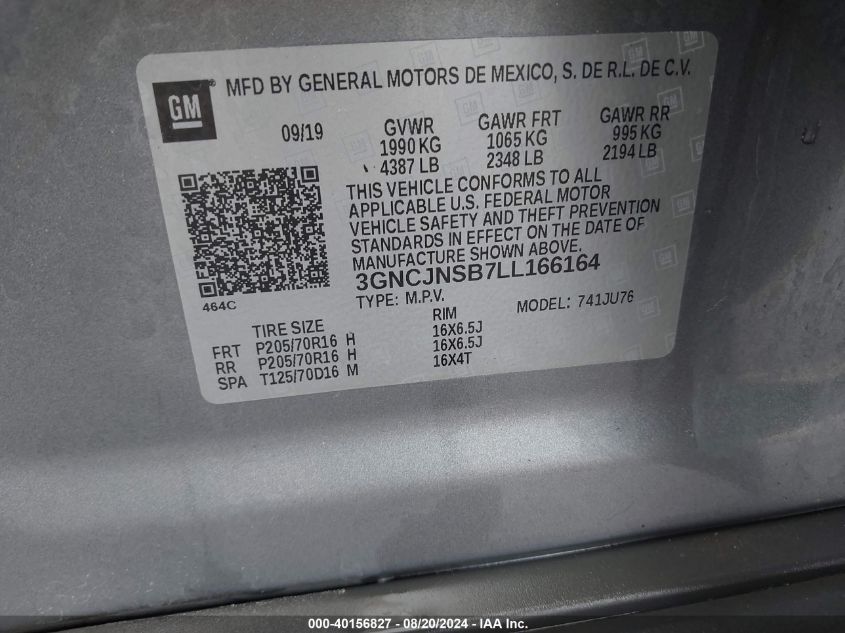 GM
MFD BY GENERAL MOTORS DE MEXICO, S. DE R.L. DE C.V.
09/19 GVWR GAWR FRT GAWR RR
1990 KG 1065 KG 995 KG
4387 LB 2348 LB 2194 LB
THIS VEHICLE CONFORMS TO ALL
APPLICABLE U.S. FEDERAL MOTOR
VEHICLE SAFETY AND THEFT PREVENTION
STANDARDS IN EFFECT ON THE DATE OF
MANUFACTURE SHOWN ABOVE.
3GNCJNSB7LL166164
464C
TYPE: M.P.V. MODEL: 741JU76
TIRE SIZE RIM
FRT P205/70R16 H 16X6.5J
RR P205/70R16 H 16X6.5J
SPA T125/70D16 M 16X4T
000-40156827 - 08/20/2024 - IAAI.COM